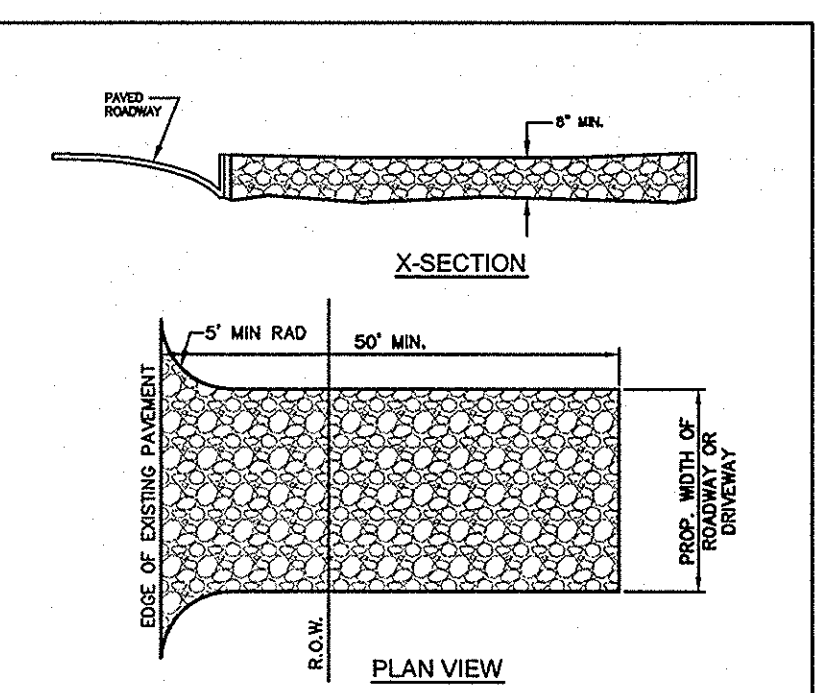 PAVED
ROADWAY
8" MIN.
X-SECTION
5' MIN RAD
50' MIN.
EDGE OF EXISTING PAVEMENT
R.O.W.
PROP. WIDTH OF
ROADWAY OR
DRIVEWAY
PLAN VIEW